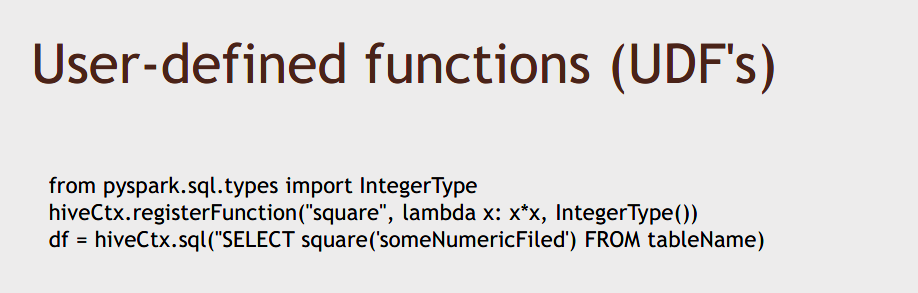 User-defined functions (UDF's)
from pyspark.sql.types import IntegerType
hiveCtx.registerFunction("square", lambda x: x*x, IntegerType())
df = hiveCtx.sql("SELECT square('someNumericFiled') FROM tableName)